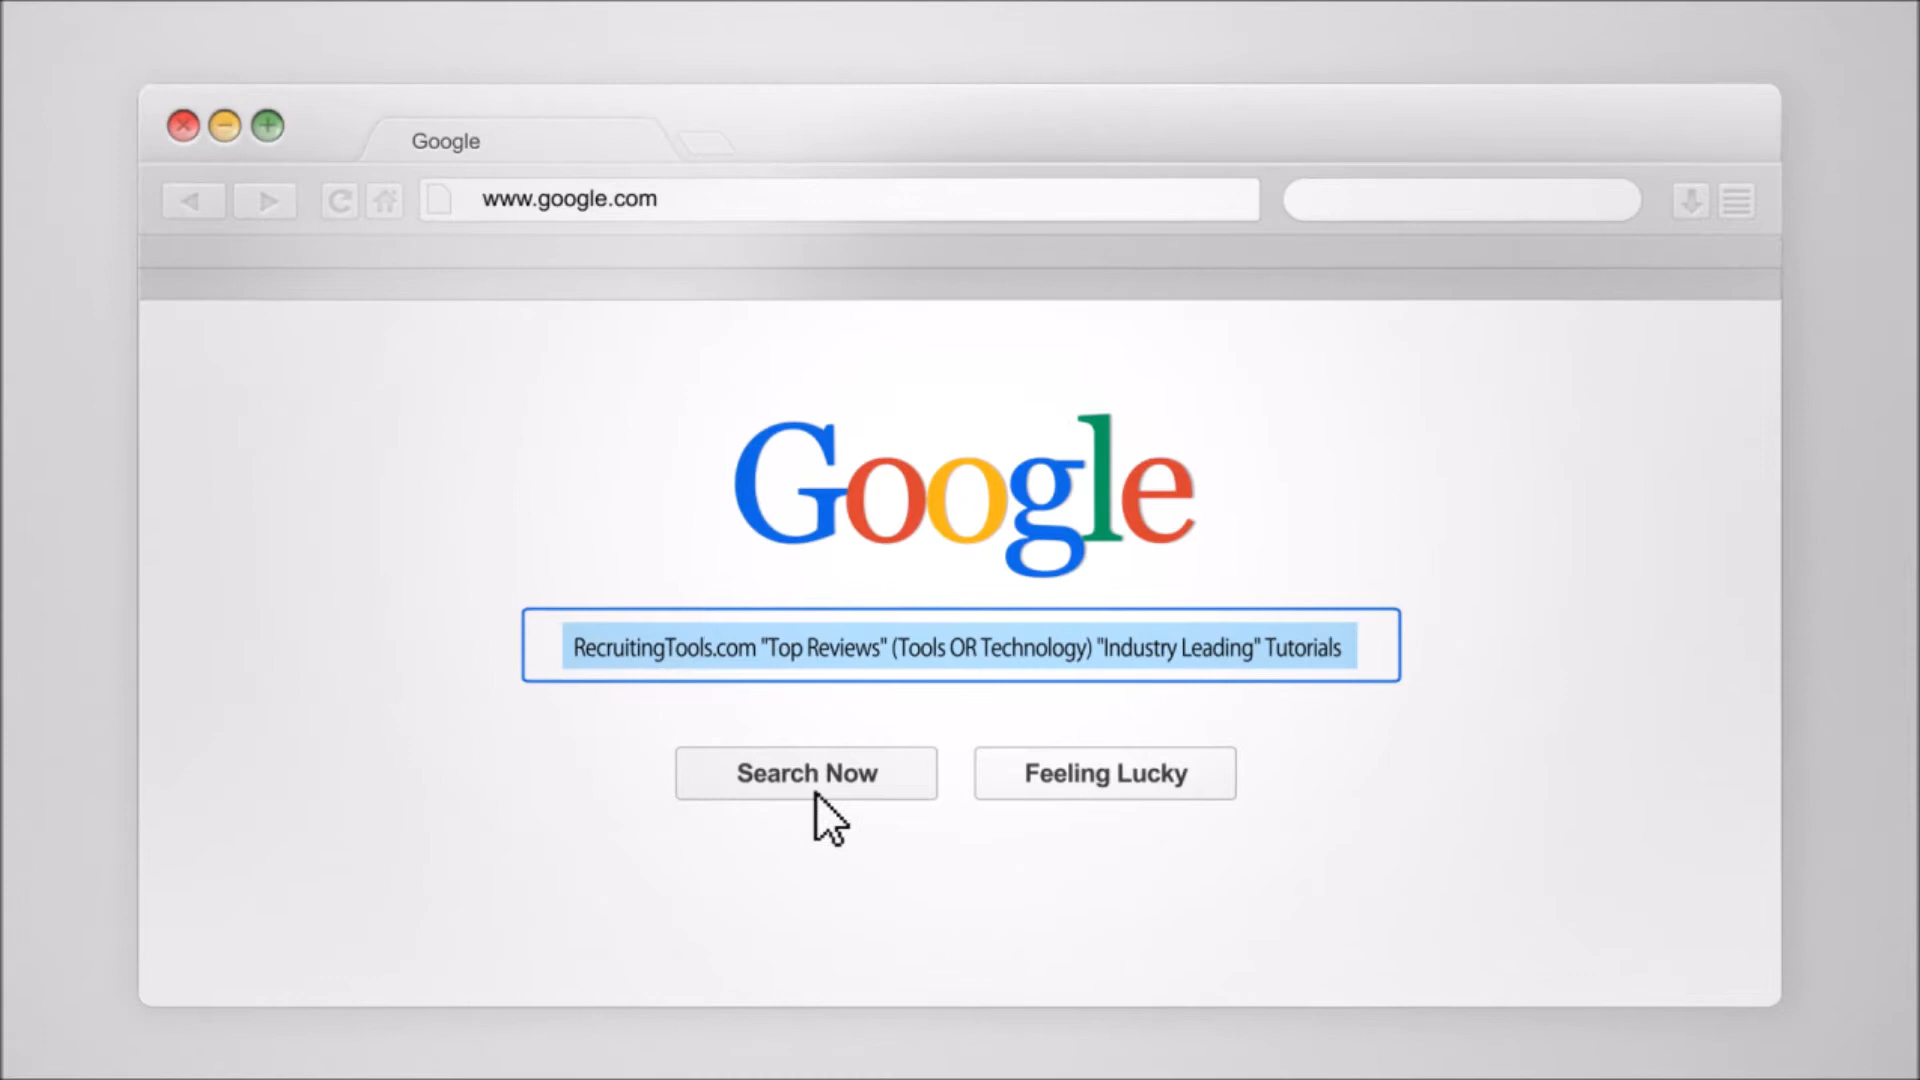 Google
www.google.com
Google
RecruitingTools.com "Top Reviews" (Tools OR Technology) "Industry Leading" Tutorials
Search Now
Feeling Lucky